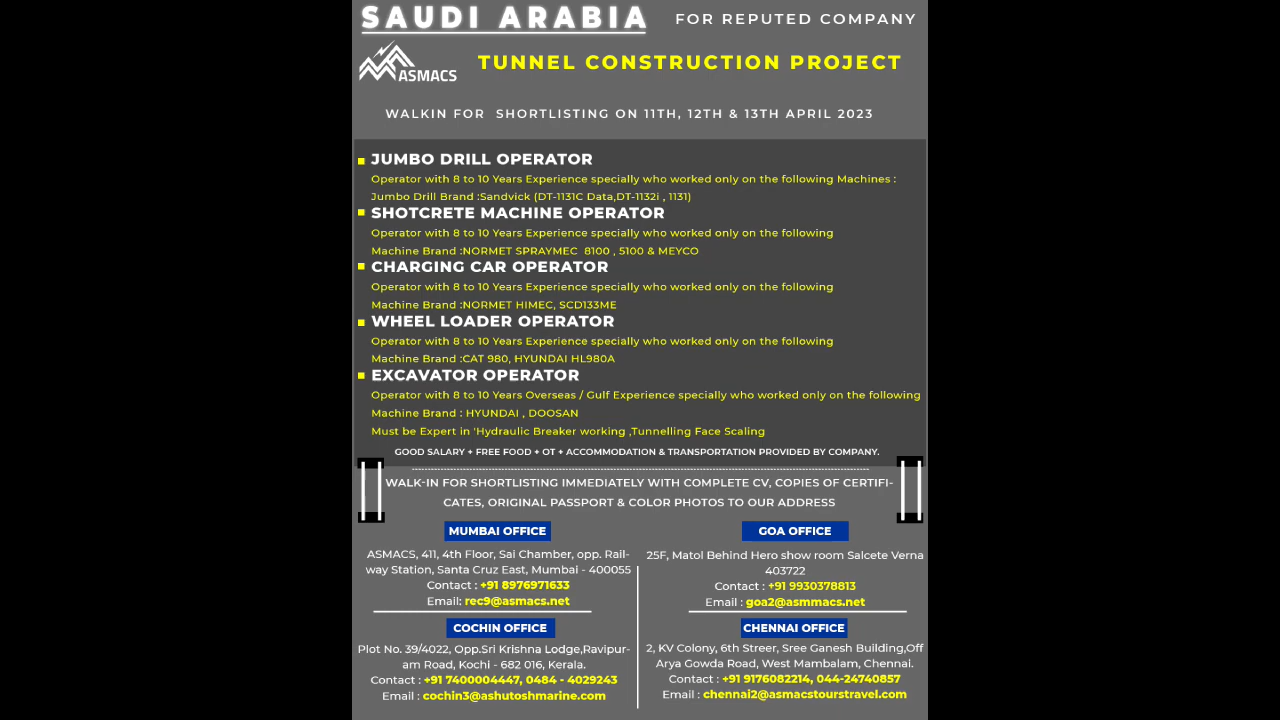 SAUDI ARABIA FOR REPUTED COMPANY
ASMACS TUNNEL CONSTRUCTION PROJECT
WALKIN FOR SHORTLISTING ON 11TH, 12TH & 13TH APRIL 2023
JUMBO DRILL OPERATOR
Operator with 8 to 10 Years Experience specially who worked only on the following Machines :
Jumbo Drill Brand :Sandvick (DT-1131C Data,DT-1132i , 1131)
SHOTCRETE MACHINE OPERATOR
Operator with 8 to 10 Years Experience specially who worked only on the following
Machine Brand :NORMET SPRAYMEC 8100 , 5100 & MEYCO
CHARGING CAR OPERATOR
Operator with 8 to 10 Years Experience specially who worked only on the following
Machine Brand :NORMET HIMEC, SCD133ME
WHEEL LOADER OPERATOR
Operator with 8 to 10 Years Experience specially who worked only on the following
Machine Brand :CAT 980, HYUNDAI HL980A
EXCAVATOR OPERATOR
Operator with 8 to 10 Years Overseas / Gulf Experience specially who worked only on the following
Machine Brand : HYUNDAI , DOOSAN
Must be Expert in 'Hydraulic Breaker working ,Tunnelling Face Scaling
GOOD SALARY + FREE FOOD + OT + ACCOMMODATION & TRANSPORTATION PROVIDED BY COMPANY.
WALK-IN FOR SHORTLISTING IMMEDIATELY WITH COMPLETE CV, COPIES OF CERTIFI-
CATES, ORIGINAL PASSPORT & COLOR PHOTOS TO OUR ADDRESS
MUMBAI OFFICE
ASMACS, 411, 4th Floor, Sai Chamber, opp. Rail-
way Station, Santa Cruz East, Mumbai - 400055
Contact : +91 8976971633
Email: rec9@asmacs.net
GOA OFFICE
25F, Matol Behind Hero show room Salcete Verna
403722
Contact : +91 9930378813
Email : goa2@asmmacs.net
COCHIN OFFICE
Plot No. 39/4022, Opp.Sri Krishna Lodge,Ravipur-
am Road, Kochi - 682 016, Kerala.
Contact : +91 7400004447, 0484 - 4029243
Email : cochin3@ashutoshmarine.com
CHENNAI OFFICE
2, KV Colony, 6th Streer, Sree Ganesh Building,Off
Arya Gowda Road, West Mambalam, Chennai.
Contact : +91 9176082214, 044-24740857
Email : chennai2@asmacstourstravel.com